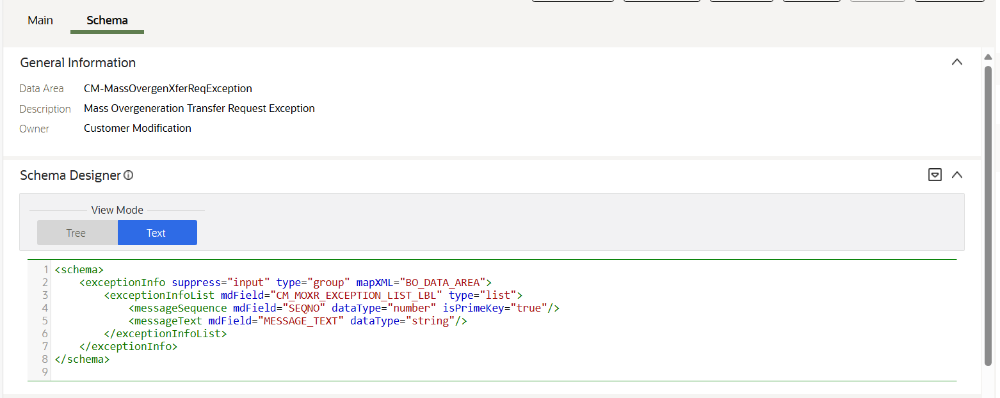 Main Schema
General Information
Data Area CM-MassOvergenXferReqException
Description Mass Overgeneration Transfer Request Exception
Owner Customer Modification
Schema Designer
View Mode
Tree Text
1 <schema>
2 <exceptionInfo suppress="input" type="group" mapXML="BO_DATA_AREA">
3 <exceptionInfoList mdField="CM_MOXR_EXCEPTION_LIST_LBL" type="list">
4 <messageSequence mdField="SEQNO" dataType="number" isPrimeKey="true"/>
5 <messageText mdField="MESSAGE_TEXT" dataType="string"/>
6 </exceptionInfoList>
7 </exceptionInfo>
8 </schema>
9